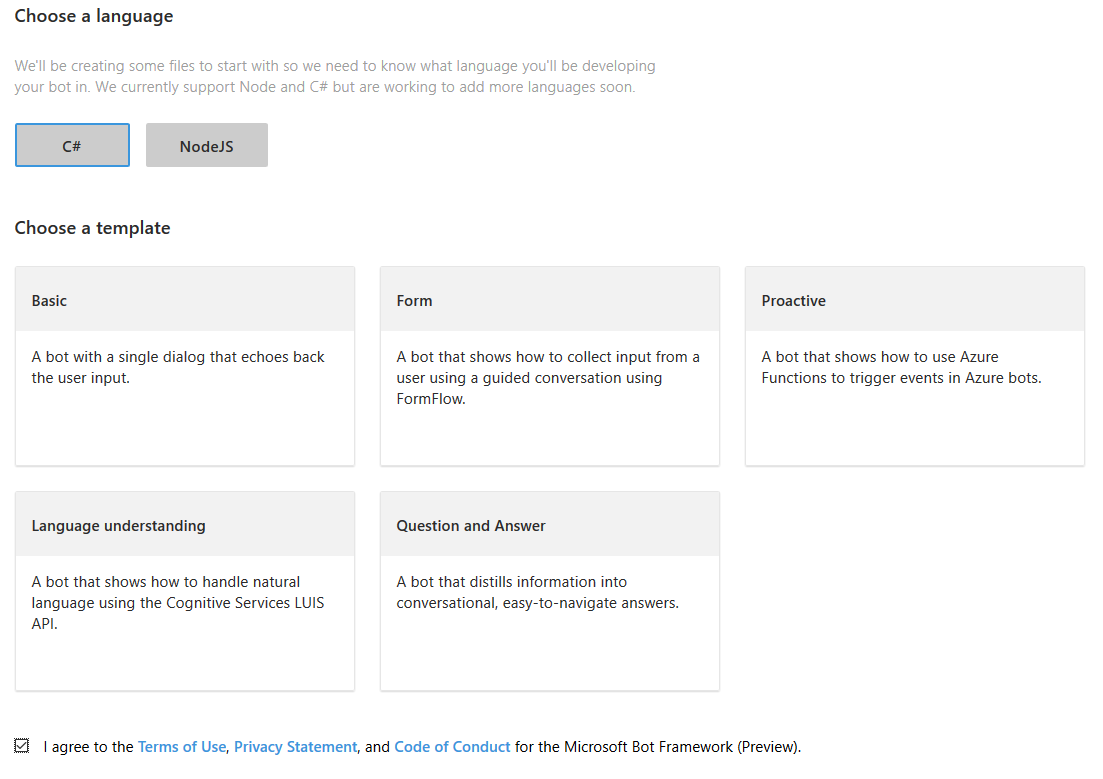 Choose a language
We'll be creating some files to start with so we need to know what language you'll be developing
your bot in. We currently support Node and C# but are working to add more languages soon.
C#
NodeJS
Choose a template
Basic
A bot with a single dialog that echoes back
the user input.
Form
A bot that shows how to collect input from a
user using a guided conversation using
FormFlow.
Proactive
A bot that shows how to use Azure
Functions to trigger events in Azure bots.
Language understanding
A bot that shows how to handle natural
language using the Cognitive Services LUIS
API.
Question and Answer
A bot that distills information into
conversational, easy-to-navigate answers.
I agree to the Terms of Use, Privacy Statement, and Code of Conduct for the Microsoft Bot Framework (Preview).